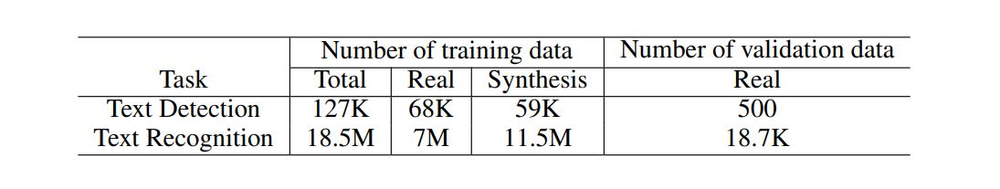 Number of training data Number of validation data
Task Total Real Synthesis Real
Text Detection 127K 68K 59K 500
Text Recognition 18.5M 7M 11.5M 18.7K